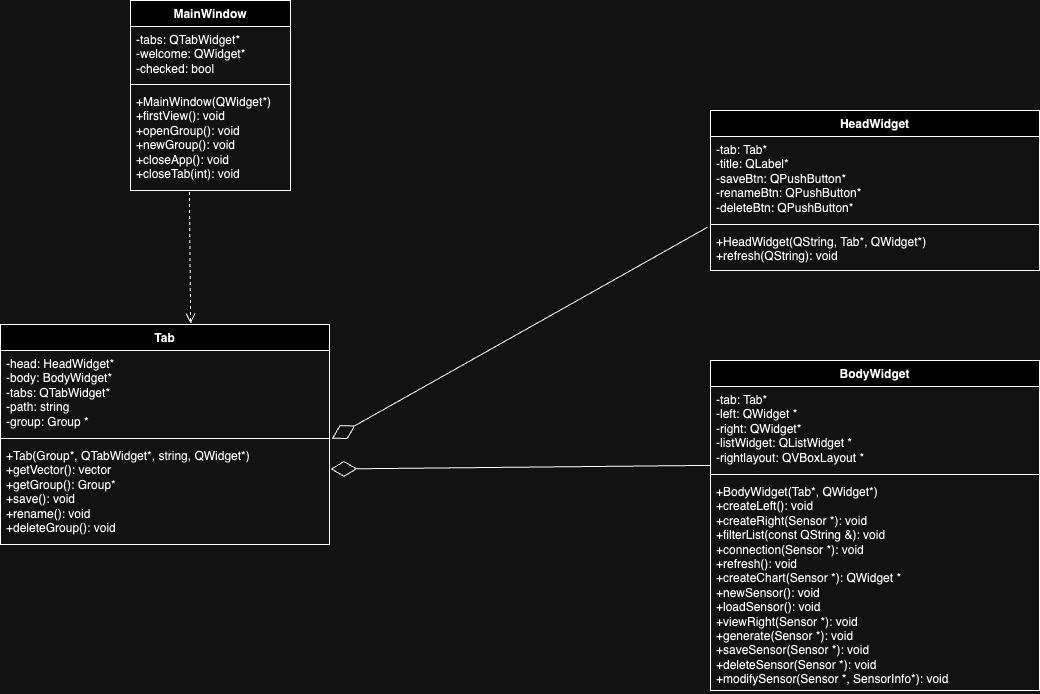 MainWindow
-tabs: QTabWidget*
-welcome: QWidget*
-checked: bool
+MainWindow(QWidget*)
+firstView(): void
+openGroup(): void
+newGroup(): void
+closeApp(): void
+closeTab(int): void
HeadWidget
-tab: Tab*
-title: QLabel*
-saveBtn: QPushButton*
-renameBtn: QPushButton*
-deleteBtn: QPushButton*
+HeadWidget(QString, Tab*, QWidget*)
+refresh(QString): void
Tab
-head: HeadWidget*
-body: BodyWidget*
-tabs: QTabWidget*
-path: string
-group: Group *
+Tab(Group*, QTabWidget*, string, QWidget*)
+getVector(): vector
+getGroup(): Group*
+save(): void
+rename(): void
+deleteGroup(): void
BodyWidget
-tab: Tab*
-left: QWidget *
-right: QWidget*
-listWidget: QListWidget *
-rightlayout: QVBoxLayout *
+BodyWidget(Tab*, QWidget*)
+createLeft(): void
+createRight(Sensor *): void
+filterList(const QString &): void
+connection(Sensor *): void
+refresh(): void
+createChart(Sensor *): QWidget *
+newSensor(): void
+loadSensor(): void
+viewRight(Sensor *): void
+generate(Sensor *): void
+saveSensor(Sensor *): void
+deleteSensor(Sensor *): void
+modifySensor(Sensor *, SensorInfo*): void